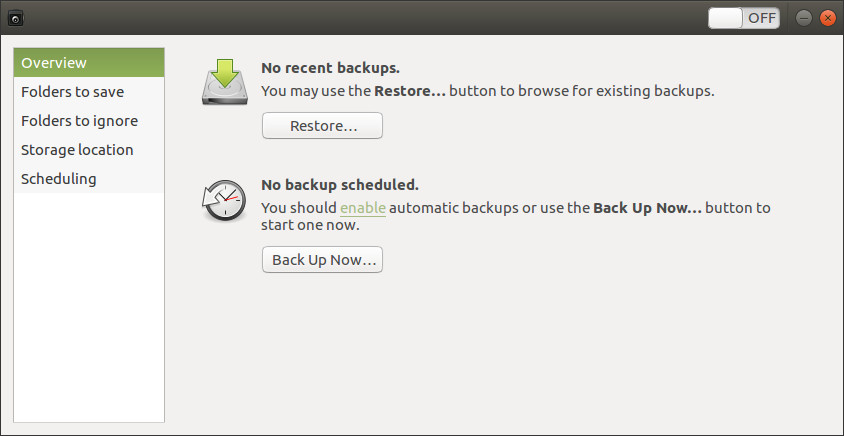 OFF
Overview
Folders to save
Folders to ignore
Storage location
Scheduling
No recent backups.
You may use the Restore… button to browse for existing backups.
Restore…
No backup scheduled.
You should enable automatic backups or use the Back Up Now… button to
start one now.
Back Up Now…